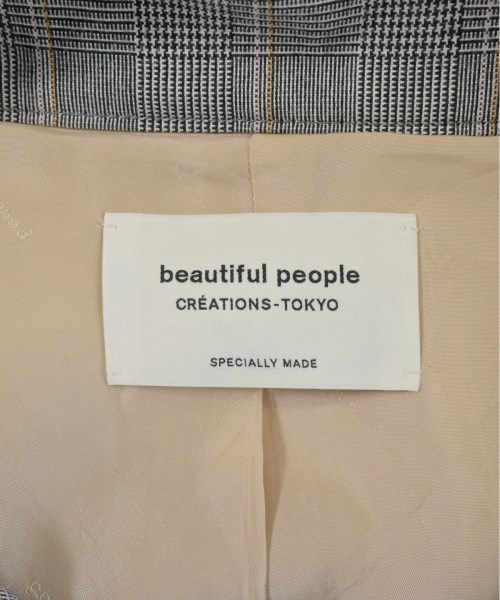 beautiful people
CRÉATIONS-TOKYO
SPECIALLY MADE